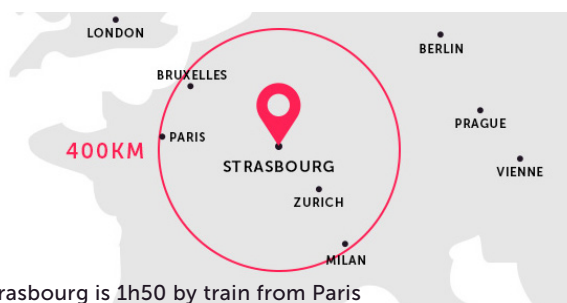 LONDON
BERLIN
BRUXELLES
PRAGUE
PARIS
400KM
STRASBOURG
VIENNE
ZURICH
MILAN
rasbourg is 1h50 by train from Paris